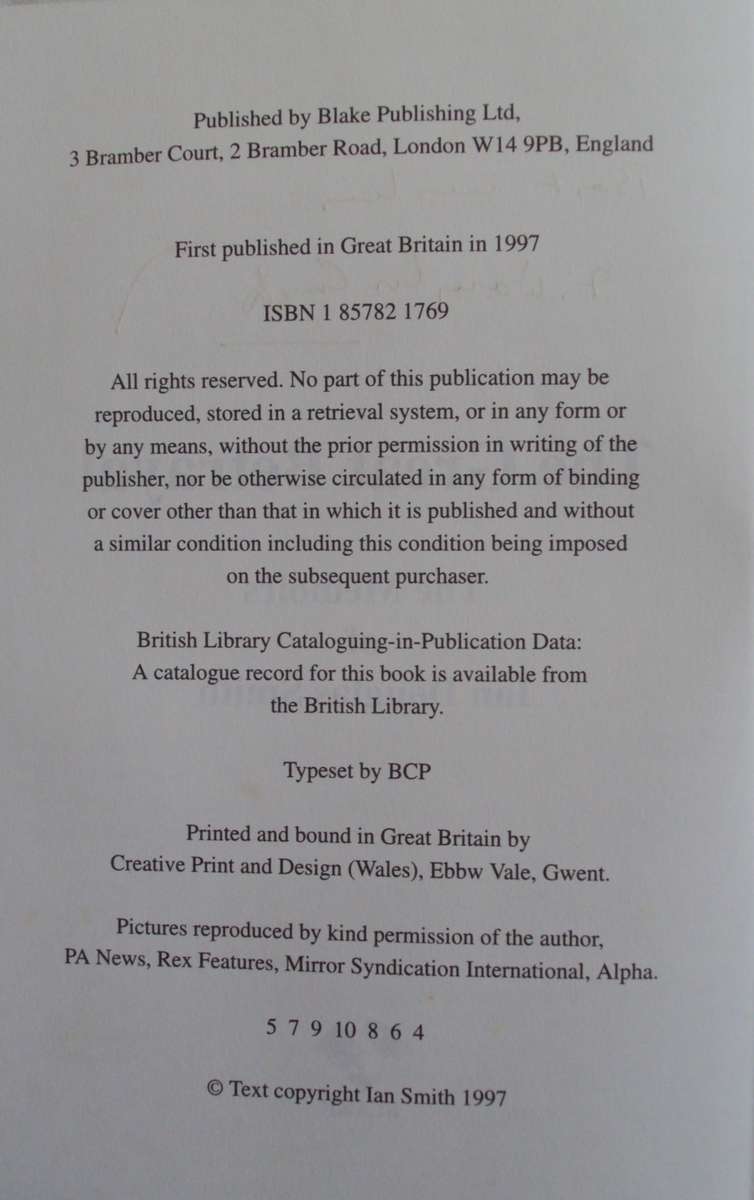 Published by Blake Publishing Ltd,
3 Bramber Court, 2 Bramber Road, London W14 9PB, England
First published in Great Britain in 1997
ISBN 1 85782 1769
All rights reserved. No part of this publication may be
reproduced, stored in a retrieval system, or in any form or
by any means, without the prior permission in writing of the
publisher, nor be otherwise circulated in any form of binding
or cover other than that in which it is published and without
a similar condition including this condition being imposed
on the subsequent purchaser.
British Library Cataloguing-in-Publication Data:
A catalogue record for this book is available from
the British Library.
Typeset by BCP
Printed and bound in Great Britain by
Creative Print and Design (Wales), Ebbw Vale, Gwent.
Pictures reproduced by kind permission of the author,
PA News, Rex Features, Mirror Syndication International, Alpha.
5 7 9 10 8 6 4
© Text copyright Ian Smith 1997